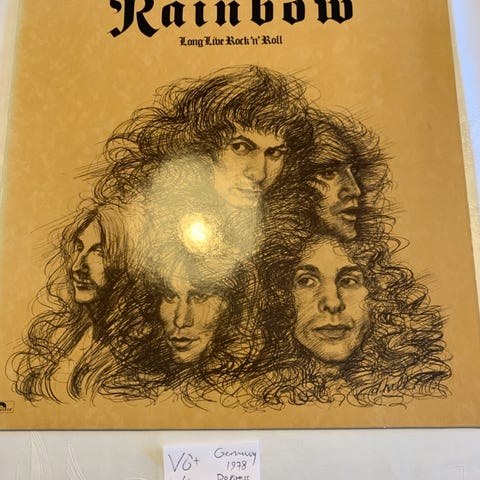 Rainbow
Long Live Rock 'n' Roll
VG+ Germany
1978